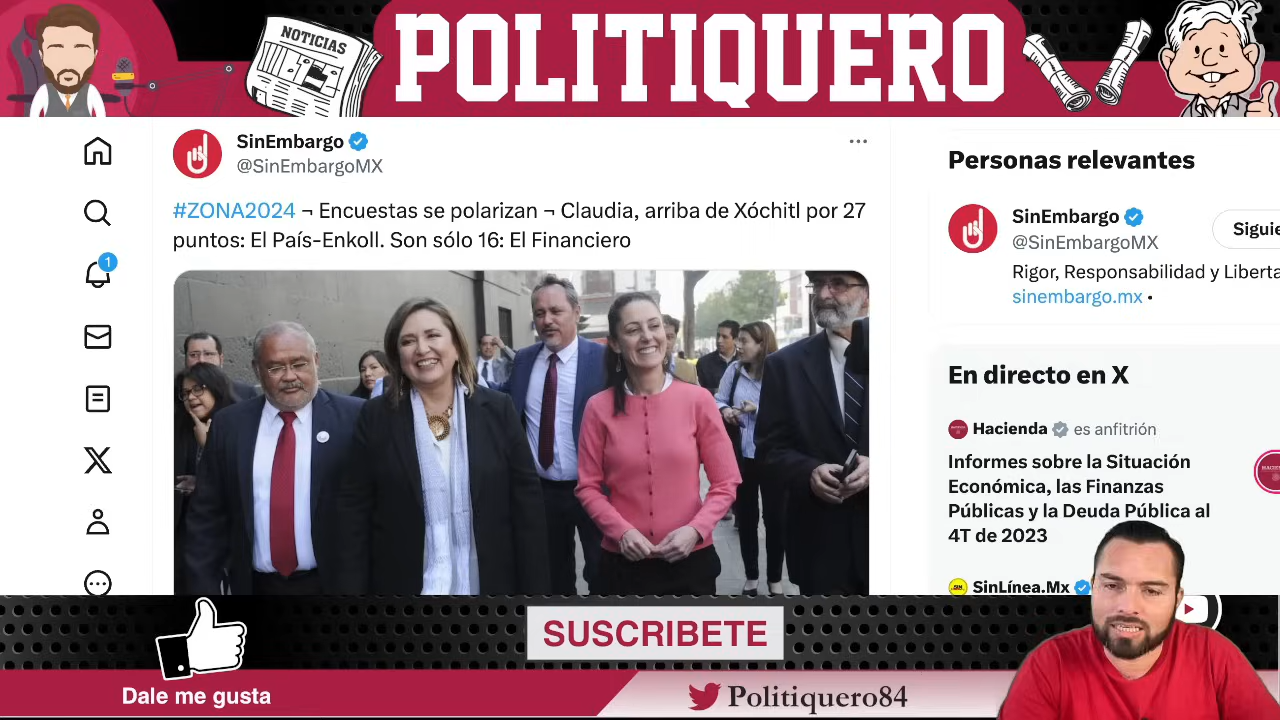 NOTICIAS
POLITIQUERO
SinEmbargo
@SinEmbargoMX
#ZONA2024 ¬ Encuestas se polarizan ¬ Claudia, arriba de Xóchitl por 27
puntos: El País-Enkoll. Son sólo 16: El Financiero
1
Personas relevantes
SinEmbargo
@SinEmbargoMX
Siguie
Rigor, Responsabilidad y Liberta
sinembargo.mx •
En directo en X
Hacienda es anfitrión
Informes sobre la Situación
Económica, las Finanzas
Públicas y la Deuda Pública al
4T de 2023
SinLínea.Mx
SUSCRIBETE
Dale me gusta
Politiquero84